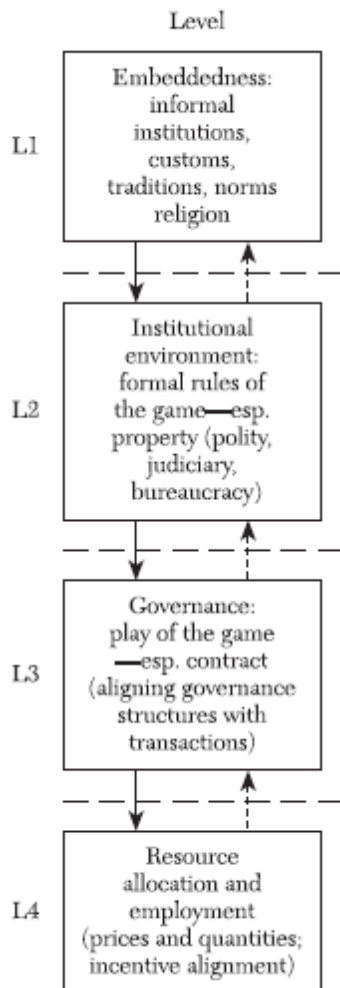 Level
L1
Embeddedness:
informal
institutions,
customs,
traditions, norms
religion
L2
Institutional
environment:
formal rules of
the game—esp.
property (polity,
judiciary,
bureaucracy)
L3
Governance:
play of the game
—esp. contract
(aligning governance
structures with
transactions)
L4
Resource
allocation and
employment
(prices and quantities;
incentive alignment)